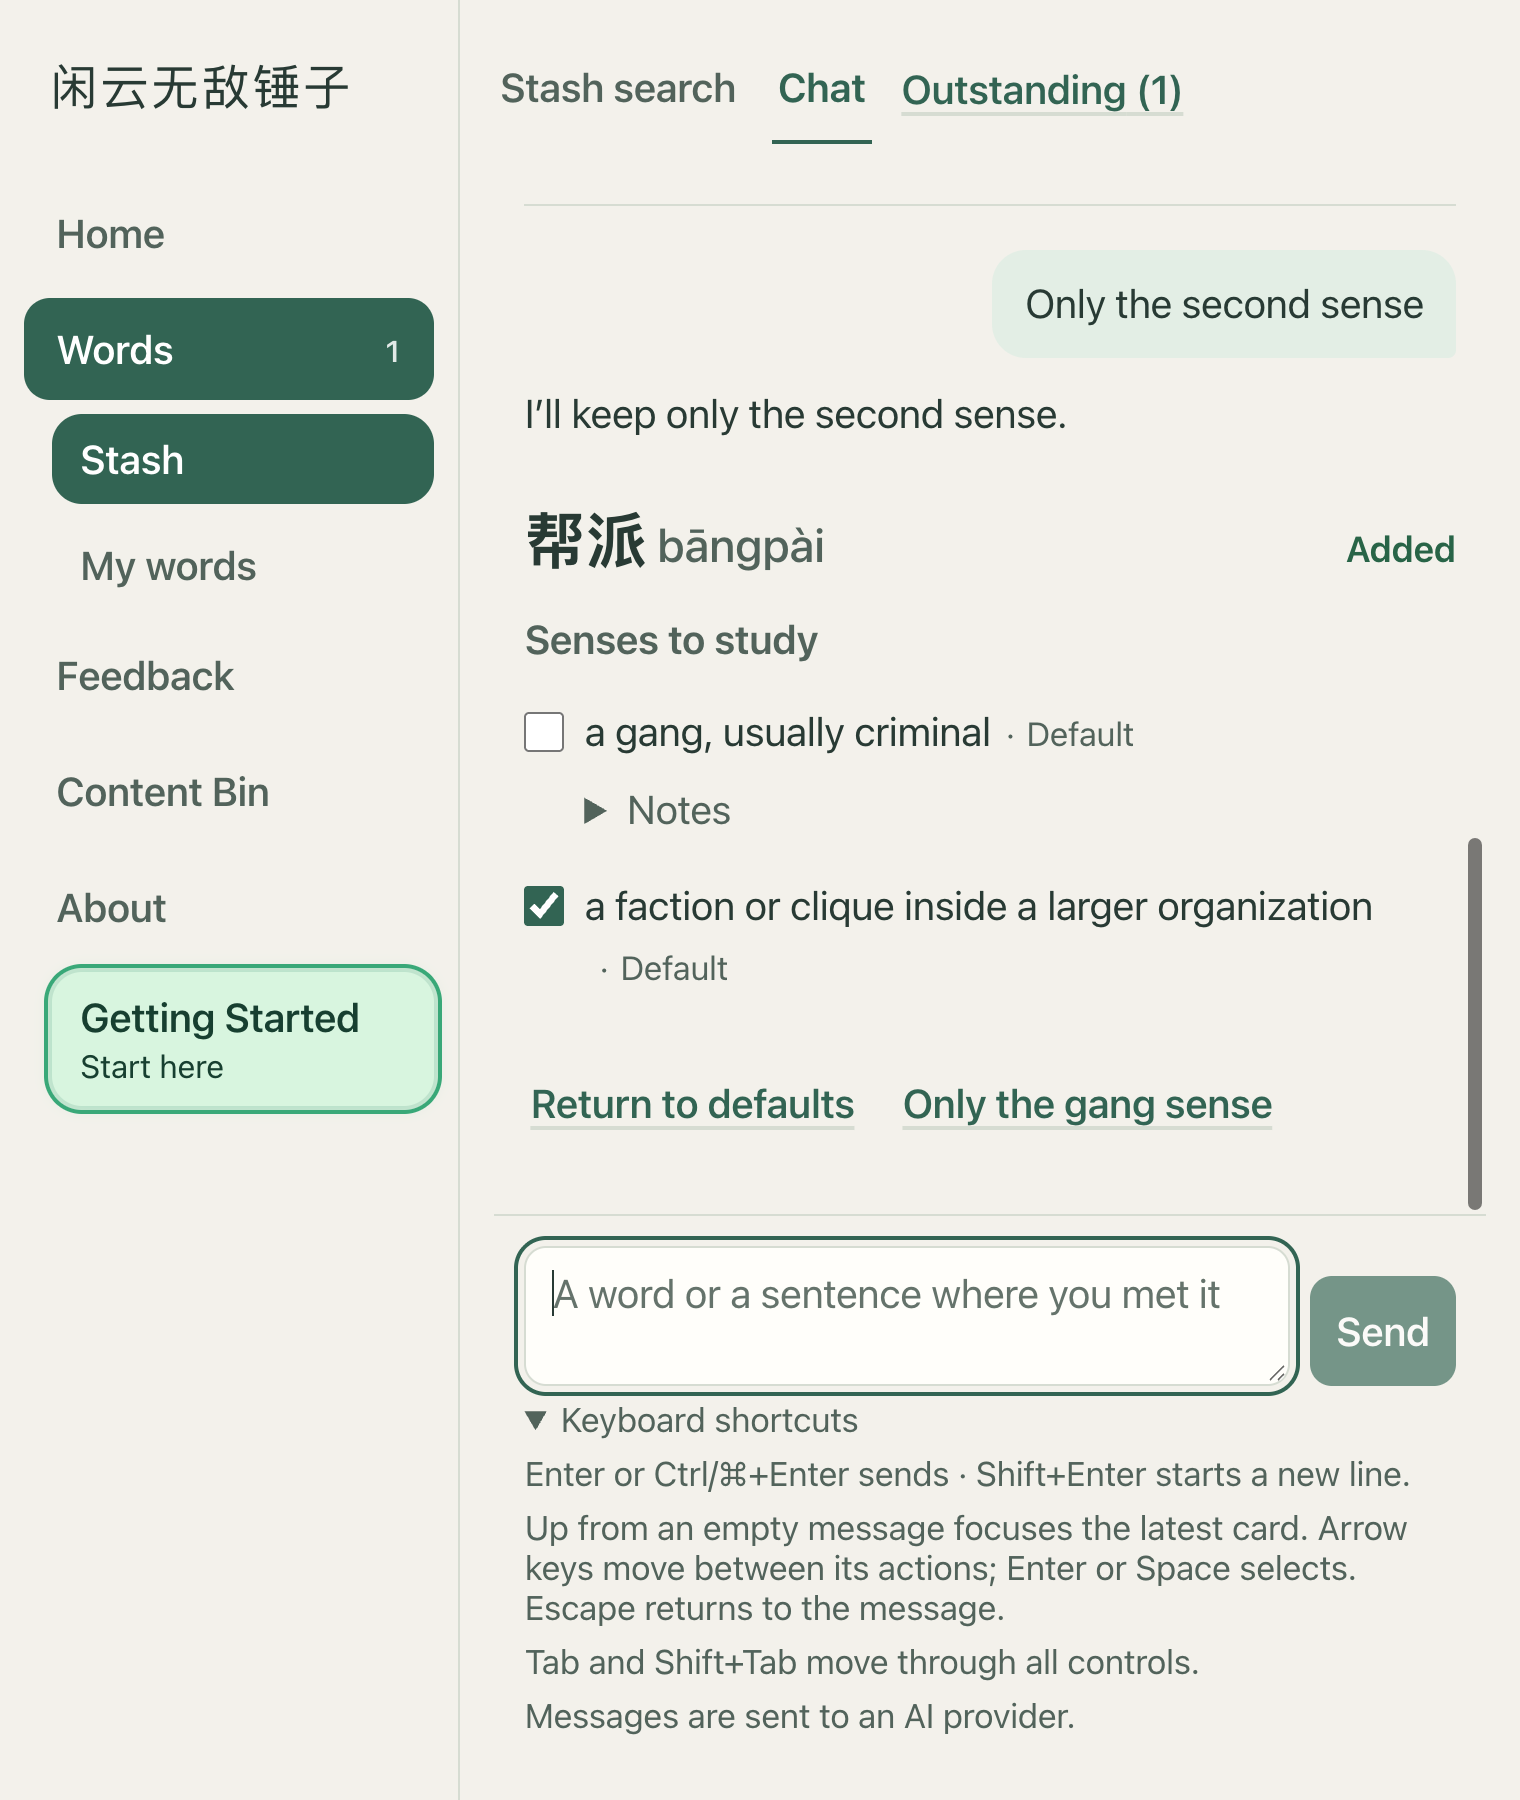 闲云无敌锤子
Home
Words 1
Stash
My words
Feedback
Content Bin
About
Getting Started
Start here
Stash search Chat Outstanding (1)
Only the second sense
I’ll keep only the second sense.
帮派 bāngpài Added
Senses to study
a gang, usually criminal · Default
▶ Notes
a faction or clique inside a larger organization
· Default
Return to defaults Only the gang sense
A word or a sentence where you met it
Send
▼ Keyboard shortcuts
Enter or Ctrl/⌘+Enter sends · Shift+Enter starts a new line.
Up from an empty message focuses the latest card. Arrow
keys move between its actions; Enter or Space selects.
Escape returns to the message.
Tab and Shift+Tab move through all controls.
Messages are sent to an AI provider.